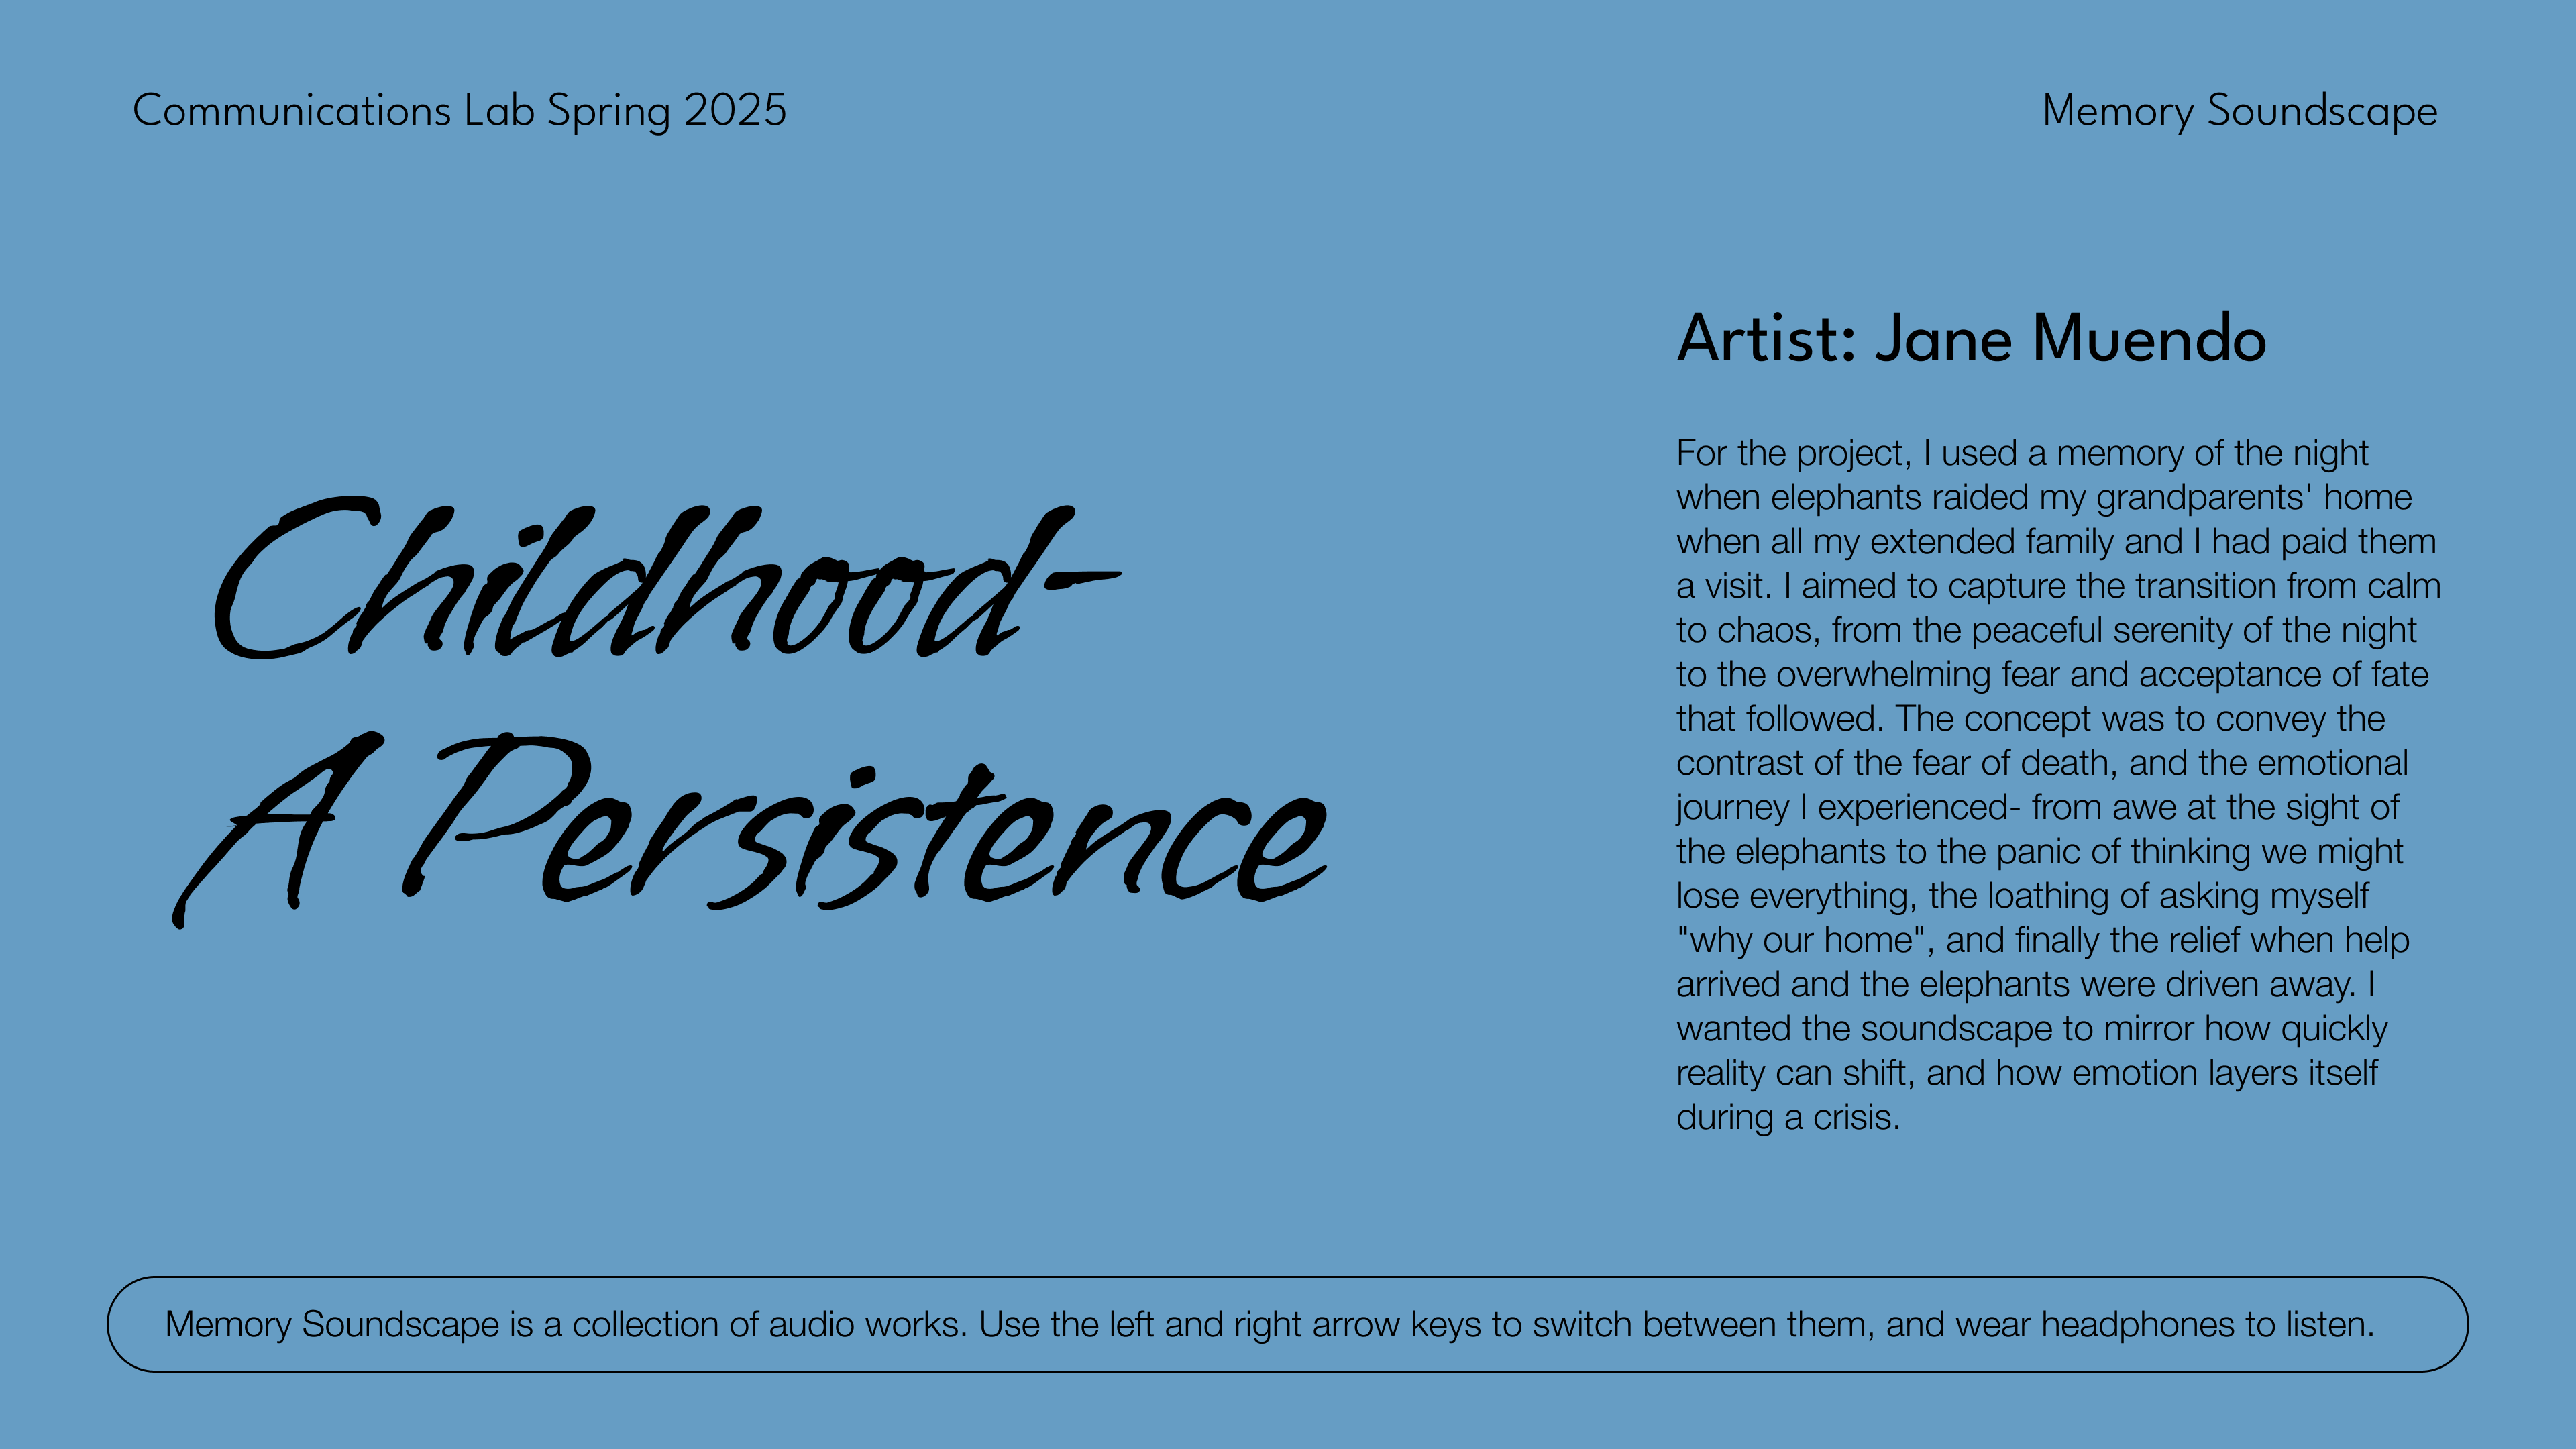 Communications Lab Spring 2025
Memory Soundscape
Childhood-
A Persistence
Artist: Jane Muendo
For the project, I used a memory of the night
when elephants raided my grandparents' home
when all my extended family and I had paid them
a visit. I aimed to capture the transition from calm
to chaos, from the peaceful serenity of the night
to the overwhelming fear and acceptance of fate
that followed. The concept was to convey the
contrast of the fear of death, and the emotional
journey I experienced- from awe at the sight of
the elephants to the panic of thinking we might
lose everything, the loathing of asking myself
"why our home", and finally the relief when help
arrived and the elephants were driven away. I
wanted the soundscape to mirror how quickly
reality can shift, and how emotion layers itself
during a crisis.
Memory Soundscape is a collection of audio works. Use the left and right arrow keys to switch between them, and wear headphones to listen.